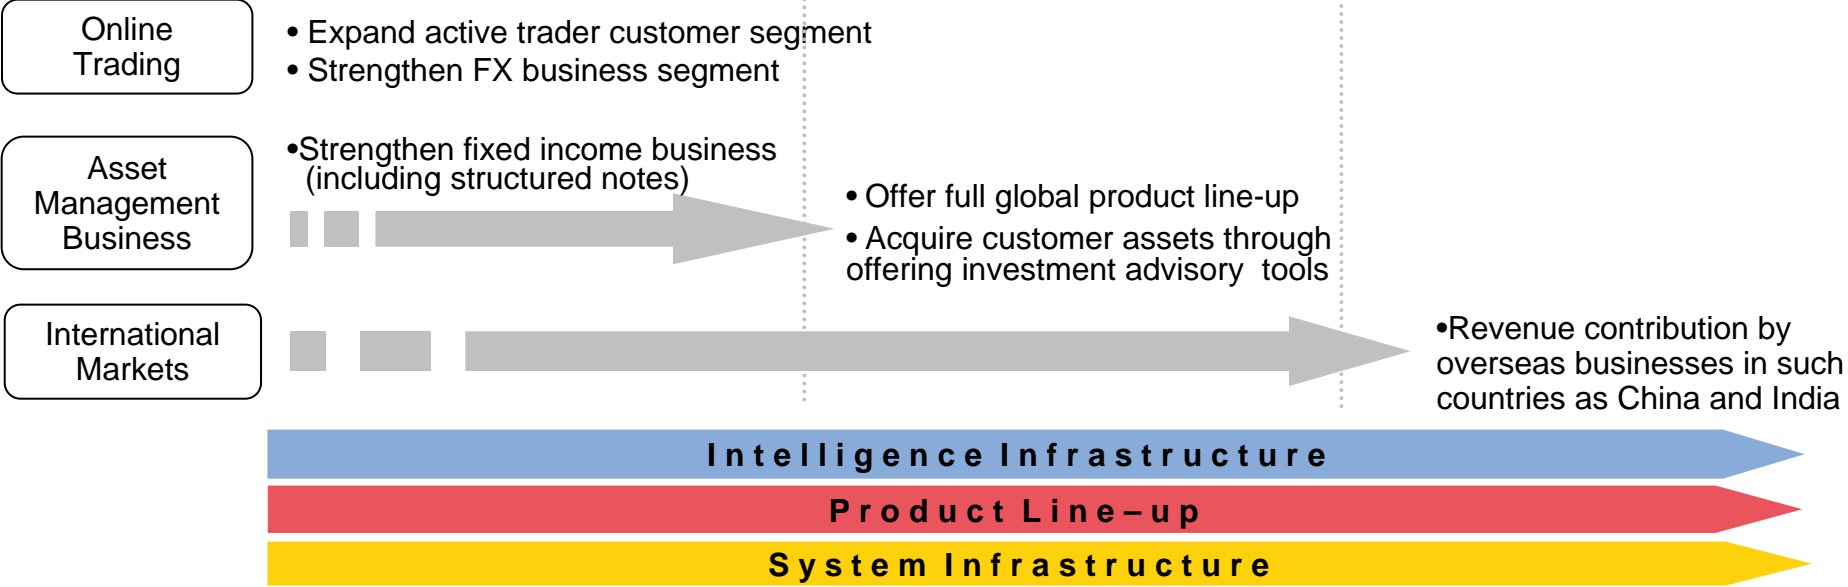 Online
Trading
• Expand active trader customer segment
• Strengthen FX business segment
Asset
Management
Business
•Strengthen fixed income business
(including structured notes)
• Offer full global product line-up
• Acquire customer assets through
offering investment advisory tools
International
Markets
•Revenue contribution by
overseas businesses in such
countries as China and India
Intelligence Infrastructure
Product Line–up
System Infrastructure